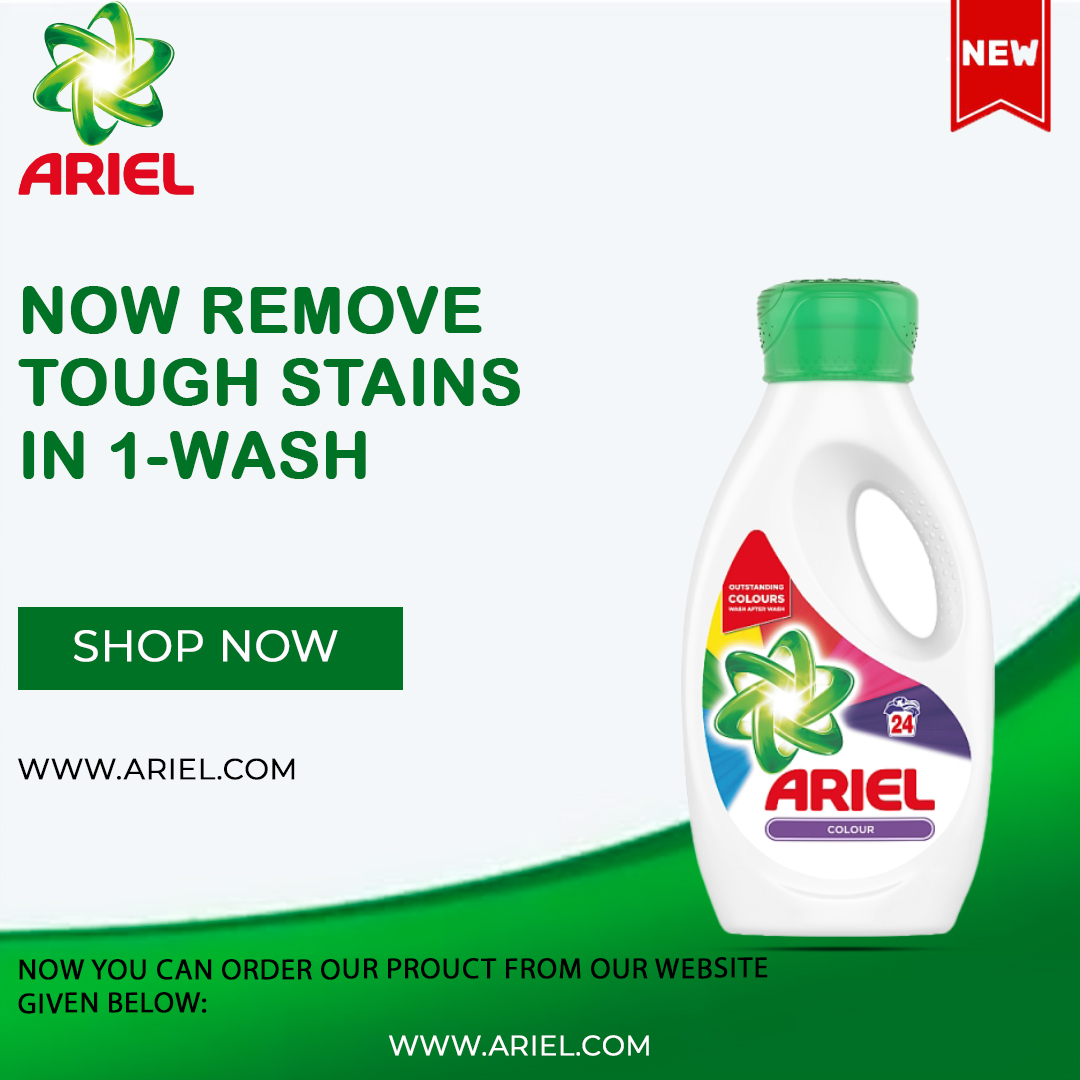 ARIEL
NEW
NOW REMOVE
TOUGH STAINS
IN 1-WASH
SHOP NOW
WWW.ARIEL.COM
OUTSTANDING
COLOURS
WASH AFTER WASH
24
ARIEL
COLOUR
NOW YOU CAN ORDER OUR PROUCT FROM OUR WEBSITE
GIVEN BELOW:
WWW.ARIEL.COM